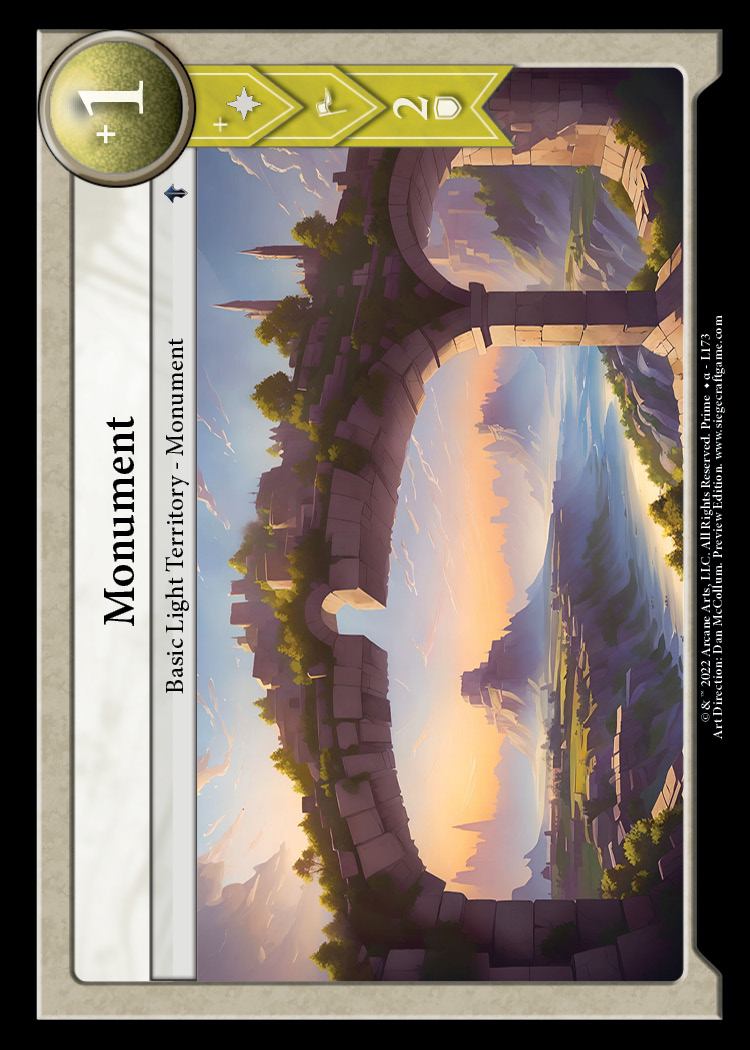 +1
+
2
Monument
Basic Light Territory - Monument
© & ™ 2022 Arcane Arts, LLC. All Rights Reserved. Prime ⬥ α - L173
Art Direction: Dan McCollum. Preview Edition. www.siegecraftgame.com